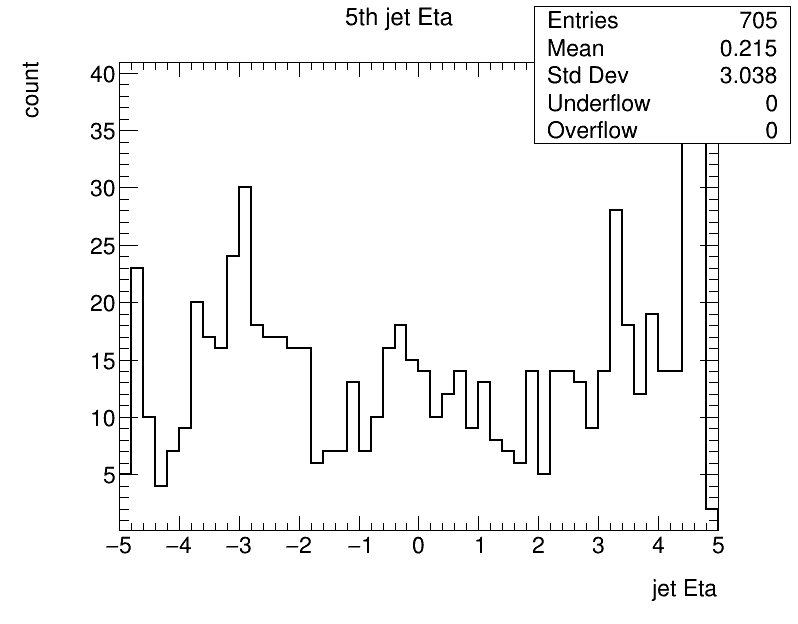 5th jet Eta
Entries 705
Mean 0.215
Std Dev 3.038
Underflow 0
Overflow 0
count
40
35
30
25
20
15
10
5
−5 −4 −3 −2 −1 0 1 2 3 4 5
jet Eta